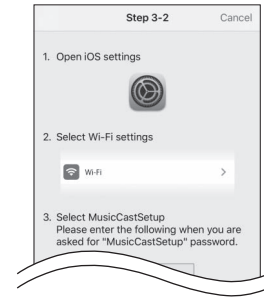 Step 3-2 Cancel
1. Open iOS settings
2. Select Wi-Fi settings
Wi-Fi
3. Select MusicCastSetup
Please enter the following when you are
asked for "MusicCastSetup" password.